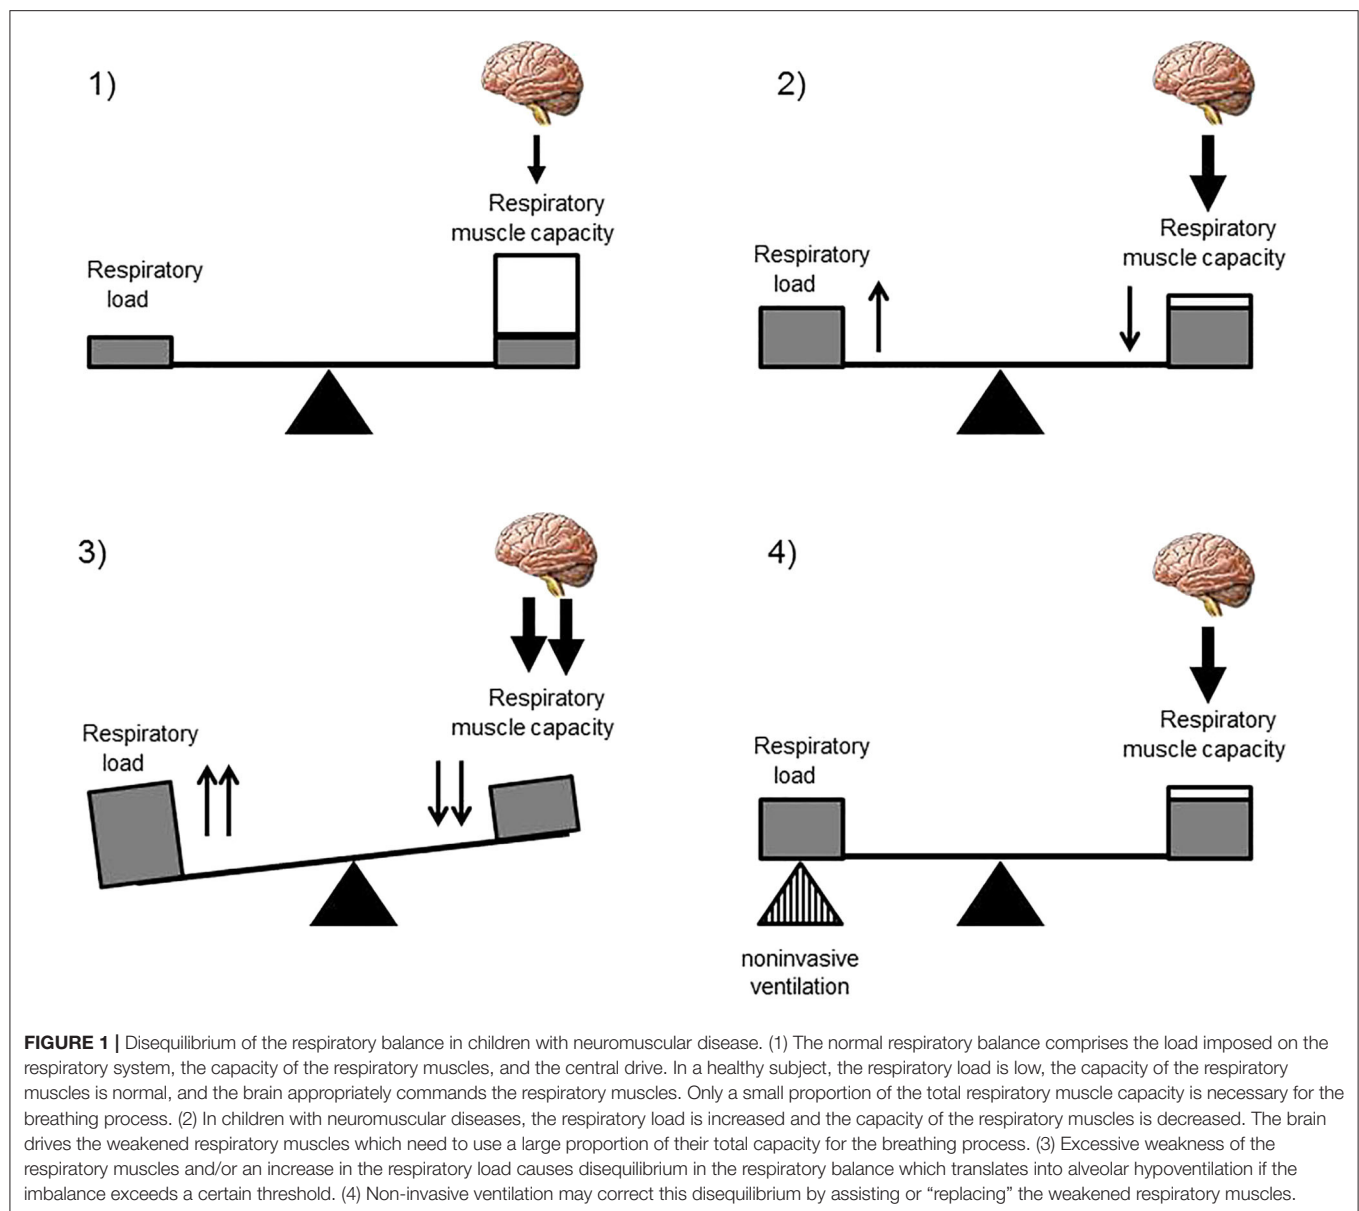 1)
Respiratory
muscle capacity
Respiratory
load
2)
Respiratory
muscle capacity
Respiratory
load
3)
Respiratory
muscle capacity
Respiratory
load
4)
Respiratory
muscle capacity
Respiratory
load
noninvasive
ventilation
FIGURE 1 | Disequilibrium of the respiratory balance in children with neuromuscular disease. (1) The normal respiratory balance comprises the load imposed on the
respiratory system, the capacity of the respiratory muscles, and the central drive. In a healthy subject, the respiratory load is low, the capacity of the respiratory
muscles is normal, and the brain appropriately commands the respiratory muscles. Only a small proportion of the total respiratory muscle capacity is necessary for the
breathing process. (2) In children with neuromuscular diseases, the respiratory load is increased and the capacity of the respiratory muscles is decreased. The brain
drives the weakened respiratory muscles which need to use a large proportion of their total capacity for the breathing process. (3) Excessive weakness of the
respiratory muscles and/or an increase in the respiratory load causes disequilibrium in the respiratory balance which translates into alveolar hypoventilation if the
imbalance exceeds a certain threshold. (4) Non-invasive ventilation may correct this disequilibrium by assisting or “replacing” the weakened respiratory muscles.